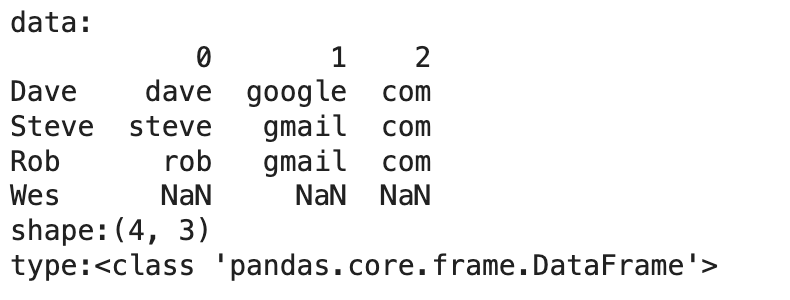 data:
           0       1    2
Dave    dave  google  com
Steve  steve   gmail  com
Rob      rob   gmail  com
Wes      NaN     NaN  NaN
shape:(4, 3)
type:<class 'pandas.core.frame.DataFrame'>